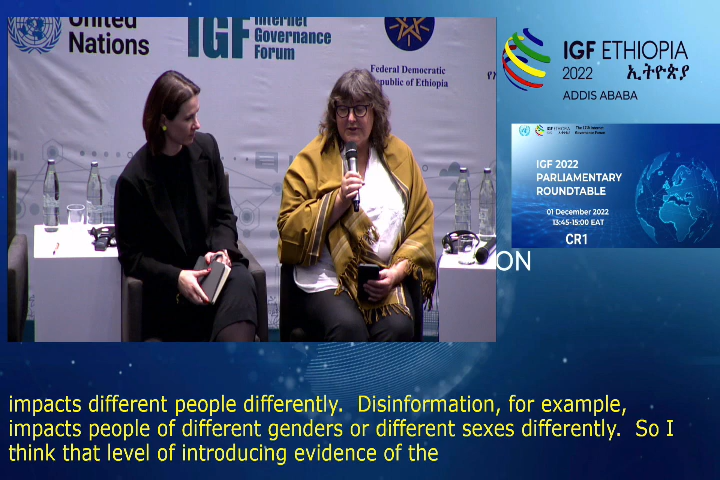 United
Nations
IGF
Internet
Governance
Forum
Federal Democratic
Republic of Ethiopia
IGF ETHIOPIA
2022 ኢትዮጵያ
ADDIS ABABA
IGF 2022
PARLIAMENTARY
ROUNDTABLE
01 December 2022
13:45-15:00 EAT
CR1
ON
impacts different people differently.  Disinformation, for example,
impacts people of different genders or different sexes differently.  So I
think that level of introducing evidence of the